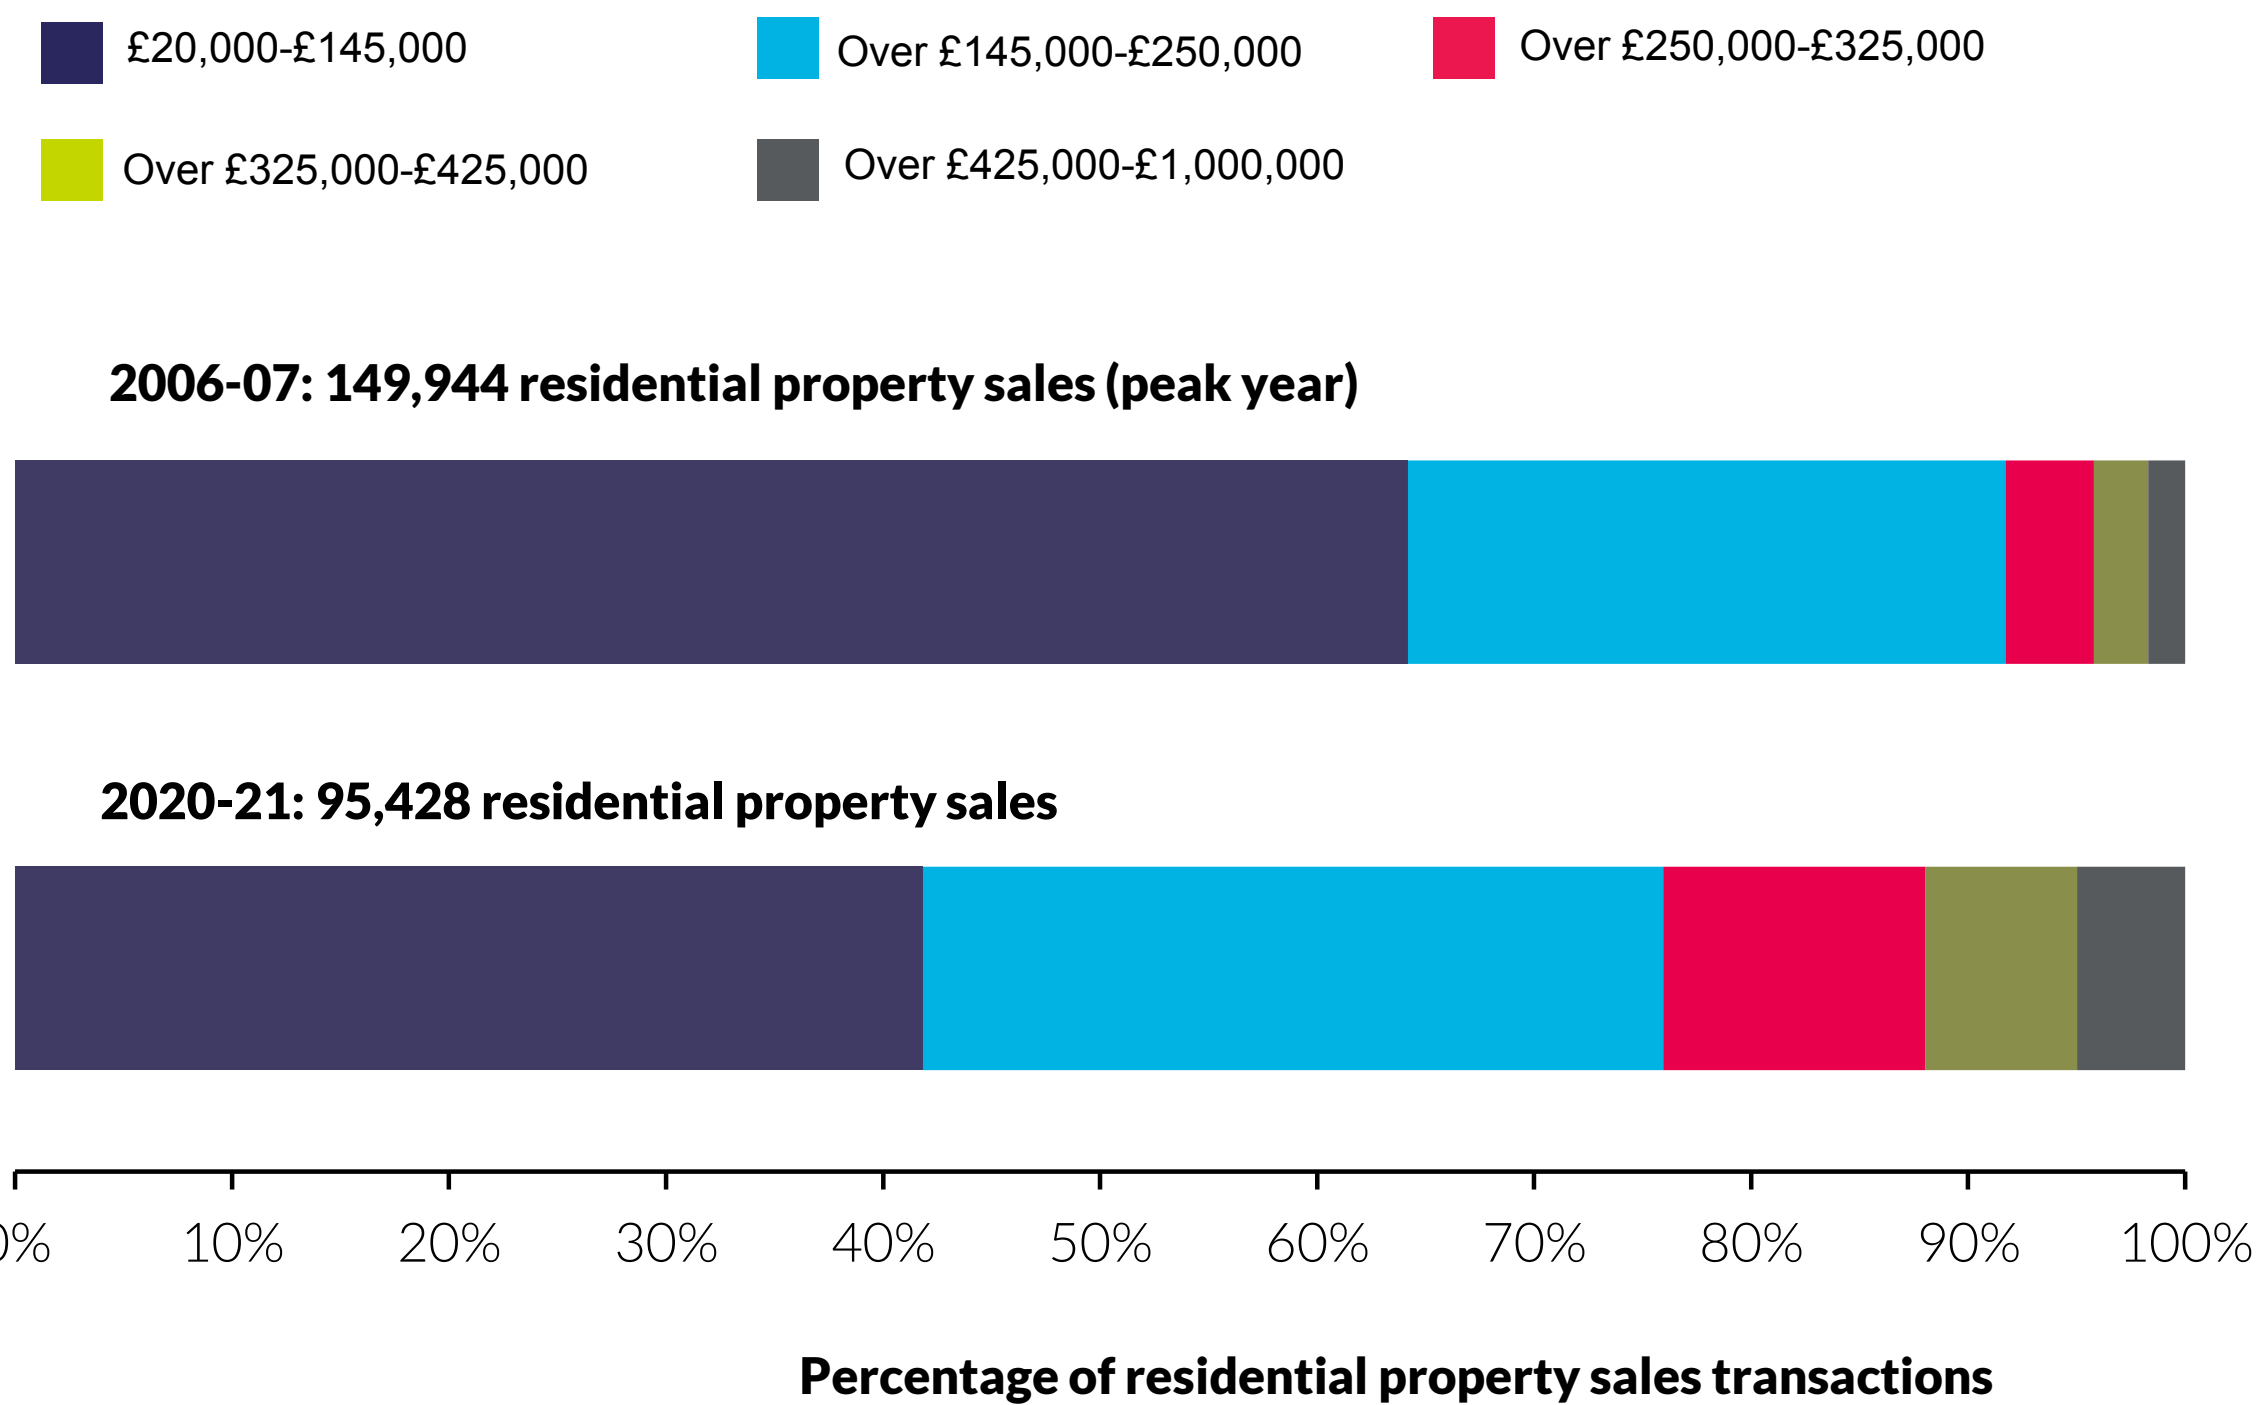 £20,000-£145,000
Over £145,000-£250,000
Over £250,000-£325,000
Over £325,000-£425,000
Over £425,000-£1,000,000
2006-07: 149,944 residential property sales (peak year)
2020-21: 95,428 residential property sales
0% 10% 20% 30% 40% 50% 60% 70% 80% 90% 100%
Percentage of residential property sales transactions